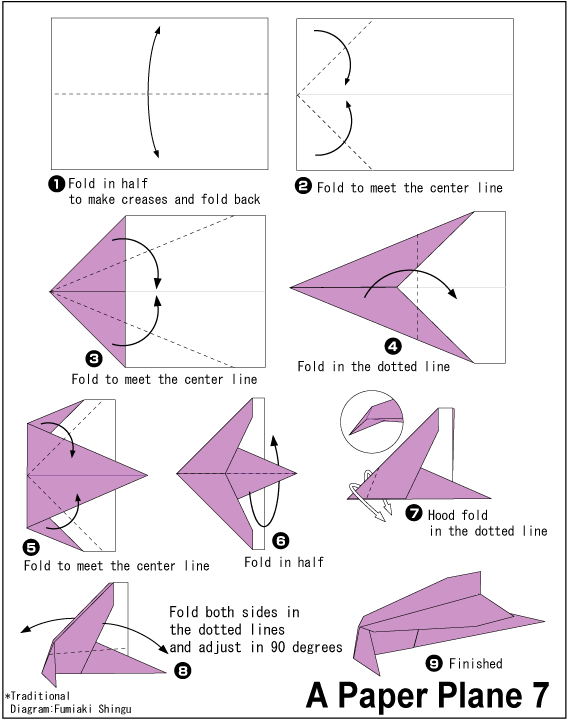 1 Fold in half
to make creases and fold back
2 Fold to meet the center line
3
Fold to meet the center line
4
Fold in the dotted line
5
Fold to meet the center line
6
Fold in half
7 Hood fold
in the dotted line
Fold both sides in
the dotted lines
and adjust in 90 degrees
8
9 Finished
*Traditional
Diagram:Fumiaki Shingu
A Paper Plane 7